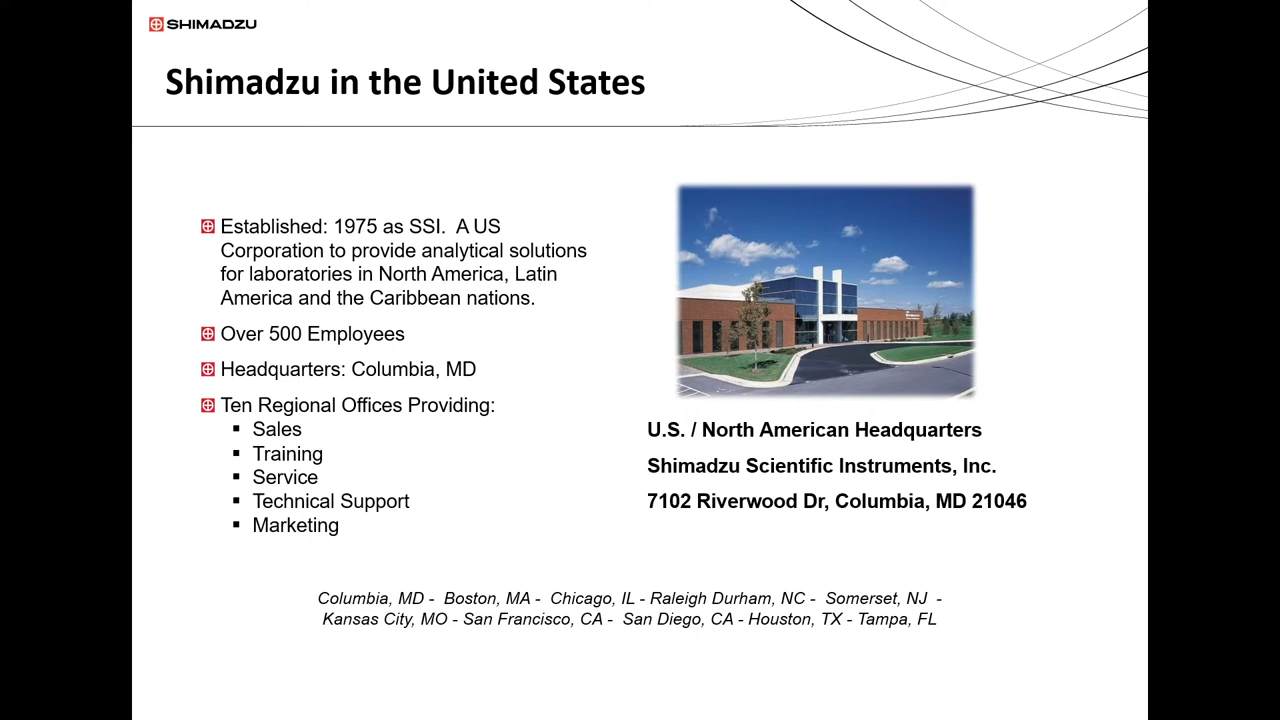 SHIMADZU
Shimadzu in the United States
Established: 1975 as SSI. A US
Corporation to provide analytical solutions
for laboratories in North America, Latin
America and the Caribbean nations.
Over 500 Employees
Headquarters: Columbia, MD
Ten Regional Offices Providing:
Sales
Training
Service
Technical Support
Marketing
U.S. / North American Headquarters
Shimadzu Scientific Instruments, Inc.
7102 Riverwood Dr, Columbia, MD 21046
Columbia, MD - Boston, MA - Chicago, IL - Raleigh Durham, NC - Somerset, NJ -
Kansas City, MO - San Francisco, CA - San Diego, CA - Houston, TX - Tampa, FL